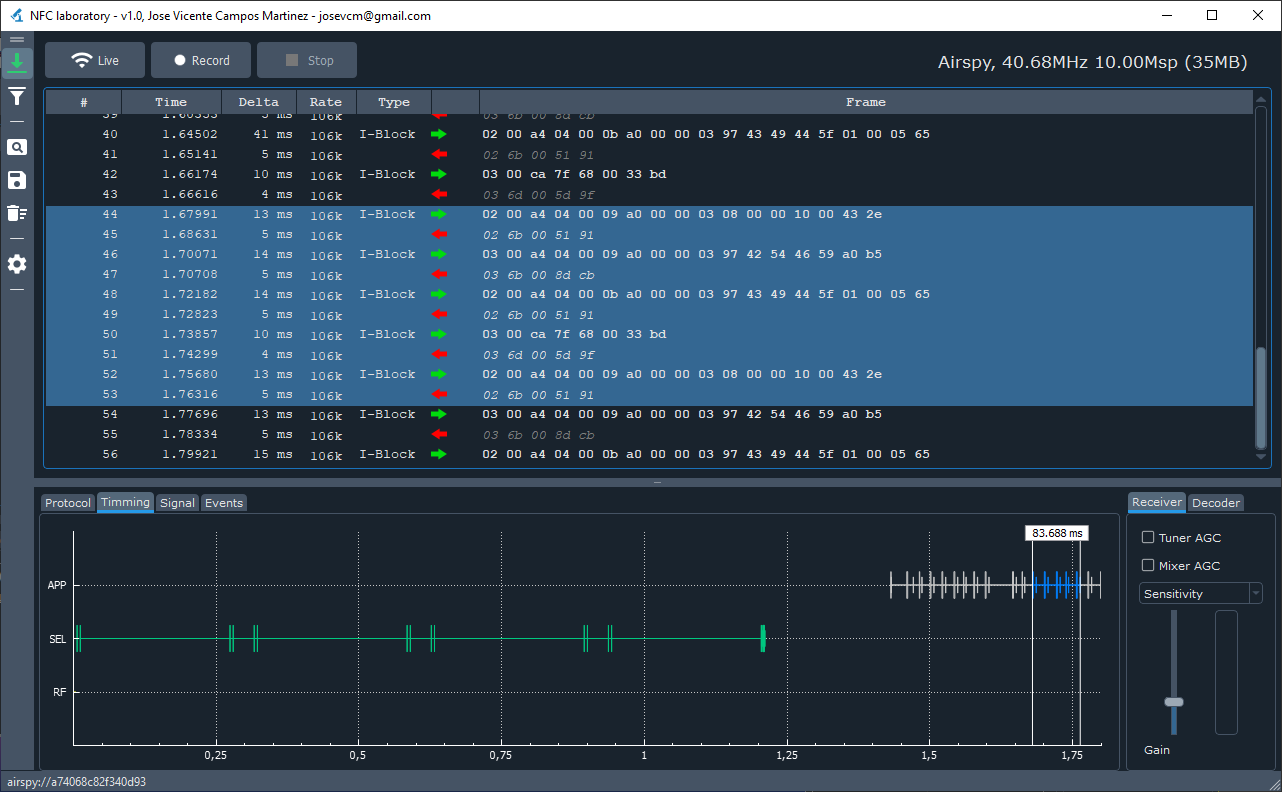 NFC laboratory - v1.0, Jose Vicente Campos Martinez - josevcm@gmail.com
Live Record Stop Airspy, 40.68MHz 10.00Msp (35MB)
# Time Delta Rate Type Frame
39 1.60353 5 ms 106k 03 6b 00 8d cb
40 1.64502 41 ms 106k I-Block 02 00 a4 04 00 0b a0 00 00 03 97 43 49 44 5f 01 00 05 65
41 1.65141 5 ms 106k 02 6b 00 51 91
42 1.66174 10 ms 106k I-Block 03 00 ca 7f 68 00 33 bd
43 1.66616 4 ms 106k 03 6d 00 5d 9f
44 1.67991 13 ms 106k I-Block 02 00 a4 04 00 09 a0 00 00 03 08 00 00 10 00 43 2e
45 1.68631 5 ms 106k 02 6b 00 51 91
46 1.70071 14 ms 106k I-Block 03 00 a4 04 00 09 a0 00 00 03 97 42 54 46 59 a0 b5
47 1.70708 5 ms 106k 03 6b 00 8d cb
48 1.72182 14 ms 106k I-Block 02 00 a4 04 00 0b a0 00 00 03 97 43 49 44 5f 01 00 05 65
49 1.72823 5 ms 106k 02 6b 00 51 91
50 1.73857 10 ms 106k I-Block 03 00 ca 7f 68 00 33 bd
51 1.74299 4 ms 106k 03 6d 00 5d 9f
52 1.75680 13 ms 106k I-Block 02 00 a4 04 00 09 a0 00 00 03 08 00 00 10 00 43 2e
53 1.76316 5 ms 106k 02 6b 00 51 91
54 1.77696 13 ms 106k I-Block 03 00 a4 04 00 09 a0 00 00 03 97 42 54 46 59 a0 b5
55 1.78334 5 ms 106k 03 6b 00 8d cb
56 1.79921 15 ms 106k I-Block 02 00 a4 04 00 0b a0 00 00 03 97 43 49 44 5f 01 00 05 65
Protocol Timming Signal Events
83.688 ms
APP
SEL
RF
0,25 0,5 0,75 1 1,25 1,5 1,75
Receiver Decoder
Tuner AGC
Mixer AGC
Sensitivity
Gain
airspy://a74068c82f340d93